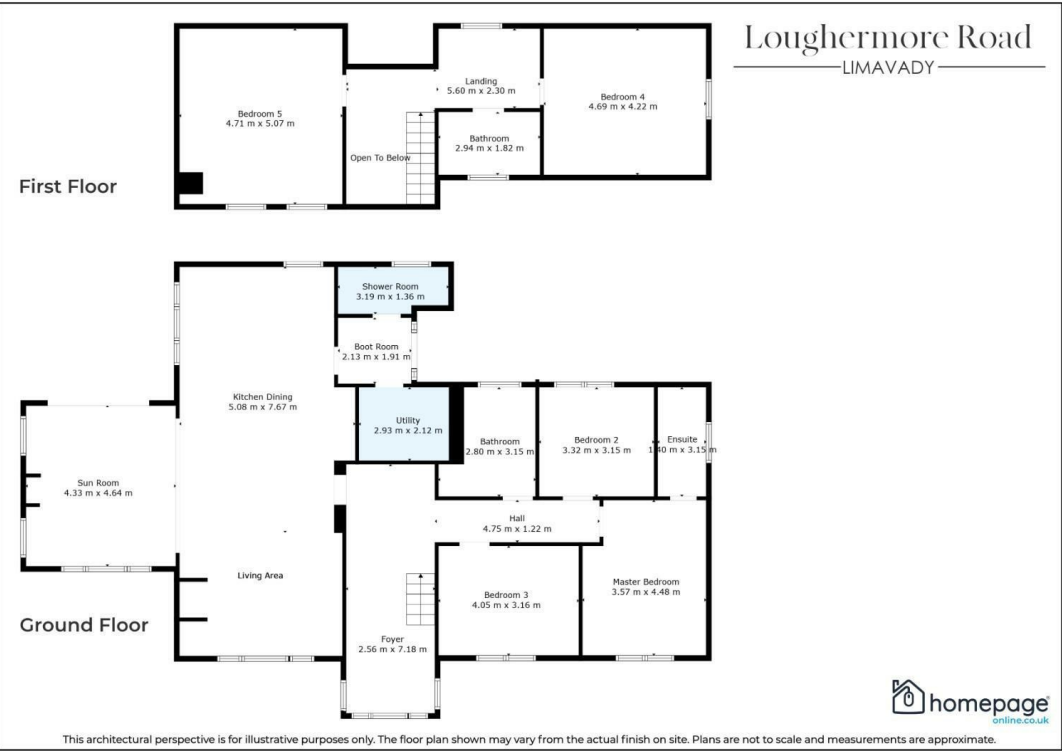 Loughermore Road
LIMAVADY
Landing
5.60 m x 2.30 m
Bedroom 5
4.71 m x 5.07 m
Bedroom 4
4.69 m x 4.22 m
Bathroom
2.94 m x 1.82 m
Open To Below
First Floor
Shower Room
3.19 m x 1.36 m
Boot Room
2.13 m x 1.91 m
Kitchen Dining
5.08 m x 7.67 m
Utility
2.93 m x 2.12 m
Bathroom
2.80 m x 3.15 m
Bedroom 2
3.32 m x 3.15 m
Ensuite
1.40 m x 3.15 m
Sun Room
4.33 m x 4.64 m
Hall
4.75 m x 1.22 m
Living Area
Bedroom 3
4.05 m x 3.16 m
Master Bedroom
3.57 m x 4.48 m
Ground Floor
Foyer
2.56 m x 7.18 m
homepage
online.co.uk
This architectural perspective is for illustrative purposes only. The floor plan shown may vary from the actual finish on site. Plans are not to scale and measurements are approximate.